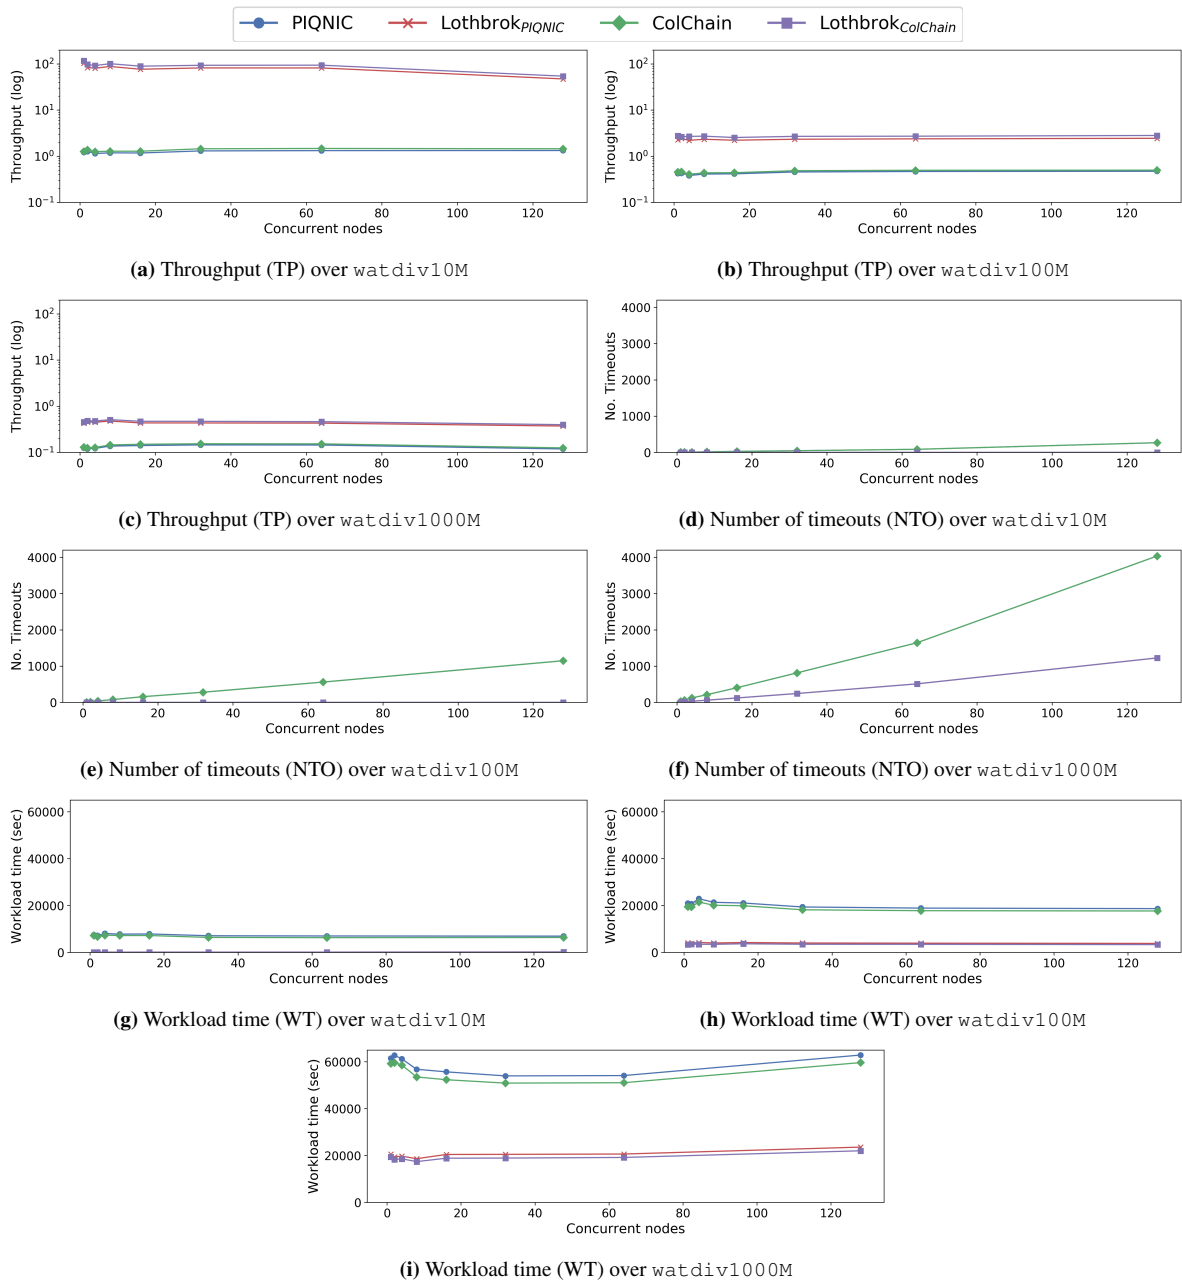 PIQNIC Lothbrok_PIQNIC ColChain Lothbrok_ColChain
Throughput (log)
10^2
10^1
10^0
10^−1
0 20 40 60 80 100 120
Concurrent nodes
(a) Throughput (TP) over watdiv10M
Throughput (log)
10^2
10^1
10^0
10^−1
0 20 40 60 80 100 120
Concurrent nodes
(b) Throughput (TP) over watdiv100M
Throughput (log)
10^2
10^1
10^0
10^−1
0 20 40 60 80 100 120
Concurrent nodes
(c) Throughput (TP) over watdiv1000M
No. Timeouts
4000
3000
2000
1000
0
0 20 40 60 80 100 120
Concurrent nodes
(d) Number of timeouts (NTO) over watdiv10M
No. Timeouts
4000
3000
2000
1000
0
0 20 40 60 80 100 120
Concurrent nodes
(e) Number of timeouts (NTO) over watdiv100M
No. Timeouts
4000
3000
2000
1000
0
0 20 40 60 80 100 120
Concurrent nodes
(f) Number of timeouts (NTO) over watdiv1000M
Workload time (sec)
60000
40000
20000
0
0 20 40 60 80 100 120
Concurrent nodes
(g) Workload time (WT) over watdiv10M
Workload time (sec)
60000
40000
20000
0
0 20 40 60 80 100 120
Concurrent nodes
(h) Workload time (WT) over watdiv100M
Workload time (sec)
60000
40000
20000
0
0 20 40 60 80 100 120
Concurrent nodes
(i) Workload time (WT) over watdiv1000M